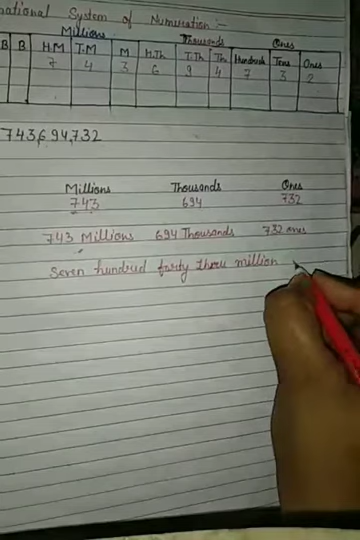 national System of Numeration :-
Millions Thousands Ones
B B H.M T.M M H.Th T.Th Th Hundreds Tens Ones
7 4 3 6 9 4 7 3 2
743,694,732
Millions Thousands Ones
743 694 732
743 Millions 694 Thousands 732 ones
Seven hundred forty three million